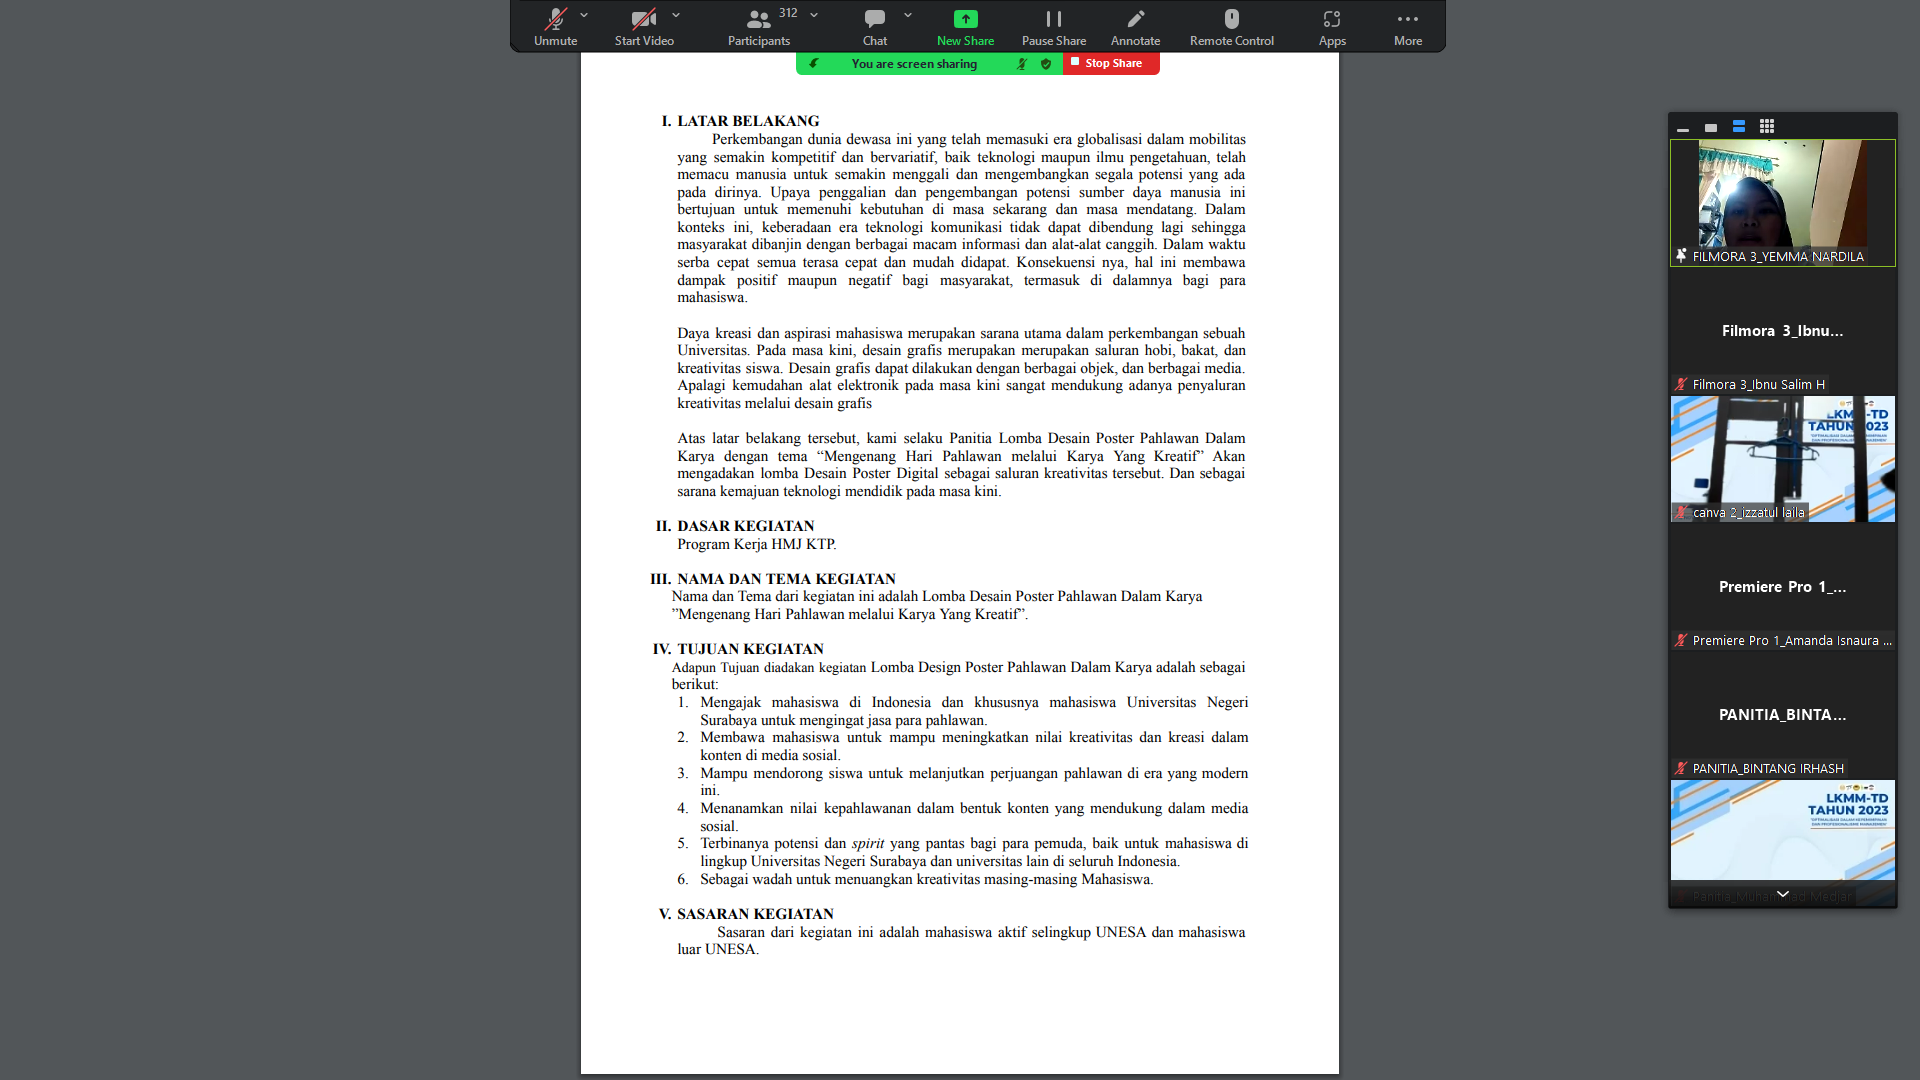 312
Unmute
Start Video
Participants
Chat
New Share
Pause Share
Annotate
Remote Control
Apps
More
You are screen sharing
Stop Share
I. LATAR BELAKANG
Perkembangan dunia dewasa ini yang telah memasuki era globalisasi dalam mobilitas
yang semakin kompetitif dan bervariatif, baik teknologi maupun ilmu pengetahuan, telah
memacu manusia untuk semakin menggali dan mengembangkan segala potensi yang ada
pada dirinya. Upaya penggalian dan pengembangan potensi sumber daya manusia ini
bertujuan untuk memenuhi kebutuhan di masa sekarang dan masa mendatang. Dalam
konteks ini, keberadaan era teknologi komunikasi tidak dapat dibendung lagi sehingga
masyarakat dibanjin dengan berbagai macam informasi dan alat-alat canggih. Dalam waktu
serba cepat semua terasa cepat dan mudah didapat. Konsekuensi nya, hal ini membawa
dampak positif maupun negatif bagi masyarakat, termasuk di dalamnya bagi para
mahasiswa.
Daya kreasi dan aspirasi mahasiswa merupakan sarana utama dalam perkembangan sebuah
Universitas. Pada masa kini, desain grafis merupakan merupakan saluran hobi, bakat, dan
kreativitas siswa. Desain grafis dapat dilakukan dengan berbagai objek, dan berbagai media.
Apalagi kemudahan alat elektronik pada masa kini sangat mendukung adanya penyaluran
kreativitas melalui desain grafis
Atas latar belakang tersebut, kami selaku Panitia Lomba Desain Poster Pahlawan Dalam
Karya dengan tema “Mengenang Hari Pahlawan melalui Karya Yang Kreatif” Akan
mengadakan lomba Desain Poster Digital sebagai saluran kreativitas tersebut. Dan sebagai
sarana kemajuan teknologi mendidik pada masa kini.
II. DASAR KEGIATAN
Program Kerja HMJ KTP.
III. NAMA DAN TEMA KEGIATAN
Nama dan Tema dari kegiatan ini adalah Lomba Desain Poster Pahlawan Dalam Karya
”Mengenang Hari Pahlawan melalui Karya Yang Kreatif”.
IV. TUJUAN KEGIATAN
Adapun Tujuan diadakan kegiatan Lomba Design Poster Pahlawan Dalam Karya adalah sebagai
berikut:
1. Mengajak mahasiswa di Indonesia dan khususnya mahasiswa Universitas Negeri
Surabaya untuk mengingat jasa para pahlawan.
2. Membawa mahasiswa untuk mampu meningkatkan nilai kreativitas dan kreasi dalam
konten di media sosial.
3. Mampu mendorong siswa untuk melanjutkan perjuangan pahlawan di era yang modern
ini.
4. Menanamkan nilai kepahlawanan dalam bentuk konten yang mendukung dalam media
sosial.
5. Terbinanya potensi dan spirit yang pantas bagi para pemuda, baik untuk mahasiswa di
lingkup Universitas Negeri Surabaya dan universitas lain di seluruh Indonesia.
6. Sebagai wadah untuk menuangkan kreativitas masing-masing Mahasiswa.
V. SASARAN KEGIATAN
Sasaran dari kegiatan ini adalah mahasiswa aktif selingkup UNESA dan mahasiswa
luar UNESA.
FILMORA 3_YEMMA NARDILA
Filmora 3_Ibnu...
Filmora 3_Ibnu Salim H
LKMM-TD
TAHUN 2023
canva 2_izzatul laila
Premiere Pro 1_...
Premiere Pro 1_Amanda Isnaura ...
PANITIA_BINTA...
PANITIA_BINTANG IRHASH
LKMM-TD
TAHUN 2023
Panitia_Muhammad